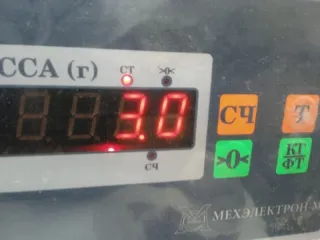 ССА (г)
СТ >0<
3.0
СЧ Т
СЧ >0< КГ
ФТ
МЕХЭЛЕКТРОН-М